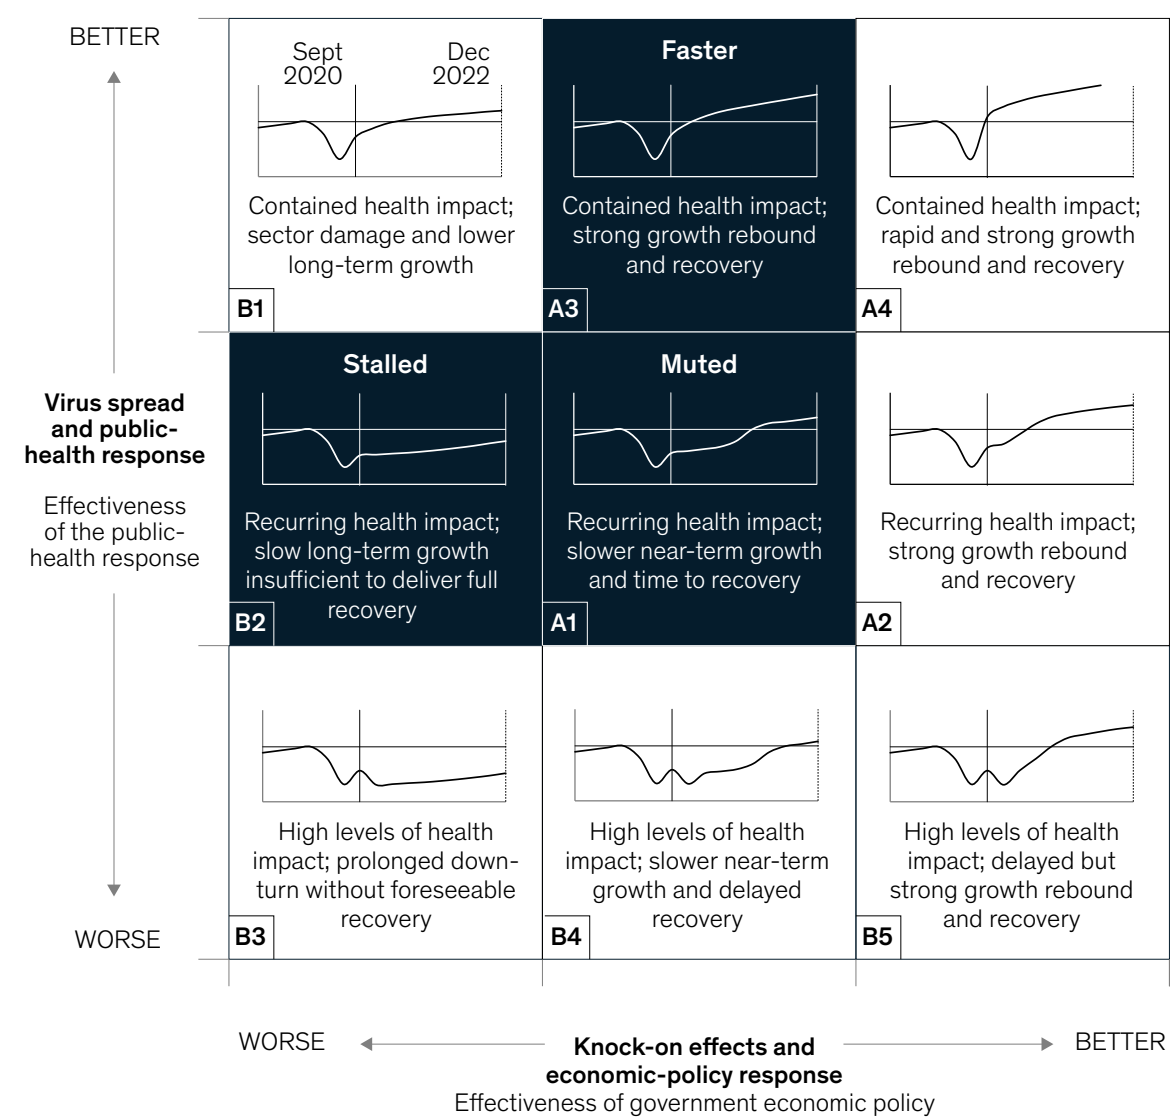 BETTER
Virus spread
and public-
health response
Effectiveness
of the public-
health response
WORSE
Sept
2020
Dec
2022
Contained health impact;
sector damage and lower
long-term growth
B1
Faster
Contained health impact;
strong growth rebound
and recovery
A3
Contained health impact;
rapid and strong growth
rebound and recovery
A4
Stalled
Recurring health impact;
slow long-term growth
insufficient to deliver full
recovery
B2
Muted
Recurring health impact;
slower near-term growth
and time to recovery
A1
Recurring health impact;
strong growth rebound
and recovery
A2
High levels of health
impact; prolonged down-
turn without foreseeable
recovery
B3
High levels of health
impact; slower near-term
growth and delayed
recovery
B4
High levels of health
impact; delayed but
strong growth rebound
and recovery
B5
WORSE
Knock-on effects and
economic-policy response
Effectiveness of government economic policy
BETTER